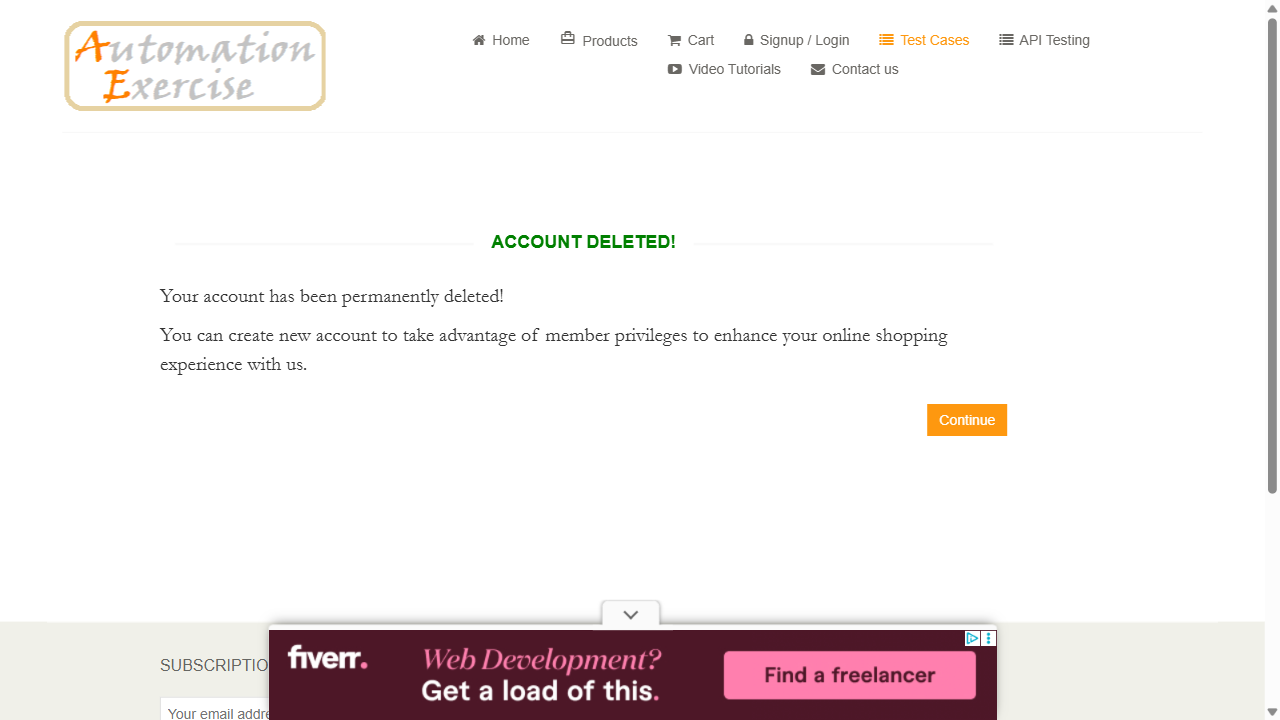 Automation
Exercise
Home
Products
Cart
Signup / Login
Test Cases
API Testing
Video Tutorials
Contact us
ACCOUNT DELETED!
Your account has been permanently deleted!
You can create new account to take advantage of member privileges to enhance your online shopping
experience with us.
Continue
SUBSCRIPTIO
Your email addre
fiverr.
Web Development?
Get a load of this.
Find a freelancer